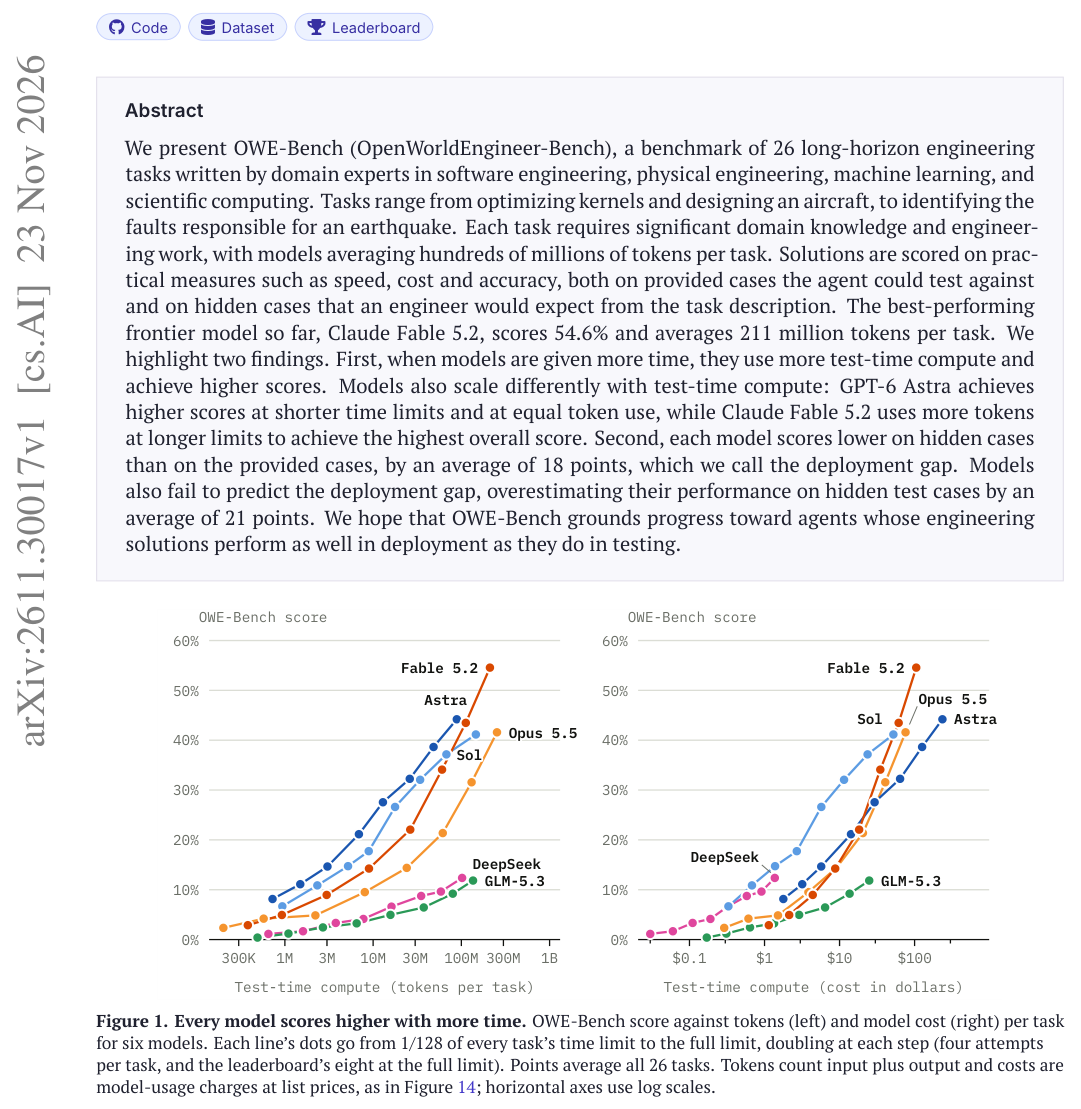 Code Dataset Leaderboard
arXiv:2611.30017v1 [cs.AI] 23 Nov 2026
Abstract
We present OWE-Bench (OpenWorldEngineer-Bench), a benchmark of 26 long-horizon engineering
tasks written by domain experts in software engineering, physical engineering, machine learning, and
scientific computing. Tasks range from optimizing kernels and designing an aircraft, to identifying the
faults responsible for an earthquake. Each task requires significant domain knowledge and engineer-
ing work, with models averaging hundreds of millions of tokens per task. Solutions are scored on prac-
tical measures such as speed, cost and accuracy, both on provided cases the agent could test against
and on hidden cases that an engineer would expect from the task description. The best-performing
frontier model so far, Claude Fable 5.2, scores 54.6% and averages 211 million tokens per task. We
highlight two findings. First, when models are given more time, they use more test-time compute and
achieve higher scores. Models also scale differently with test-time compute: GPT-6 Astra achieves
higher scores at shorter time limits and at equal token use, while Claude Fable 5.2 uses more tokens
at longer limits to achieve the highest overall score. Second, each model scores lower on hidden cases
than on the provided cases, by an average of 18 points, which we call the deployment gap. Models
also fail to predict the deployment gap, overestimating their performance on hidden test cases by an
average of 21 points. We hope that OWE-Bench grounds progress toward agents whose engineering
solutions perform as well in deployment as they do in testing.
OWE-Bench score
60%
50%
40%
30%
20%
10%
0%
Fable 5.2
Astra
Opus 5.5
Sol
DeepSeek
GLM-5.3
300K 1M 3M 10M 30M 100M 300M 1B
Test-time compute (tokens per task)
OWE-Bench score
60%
50%
40%
30%
20%
10%
0%
Fable 5.2
Opus 5.5
Sol
Astra
DeepSeek
GLM-5.3
$0.1 $1 $10 $100
Test-time compute (cost in dollars)
Figure 1. Every model scores higher with more time. OWE-Bench score against tokens (left) and model cost (right) per task
for six models. Each line's dots go from 1/128 of every task's time limit to the full limit, doubling at each step (four attempts
per task, and the leaderboard's eight at the full limit). Points average all 26 tasks. Tokens count input plus output and costs are
model-usage charges at list prices, as in Figure 14; horizontal axes use log scales.